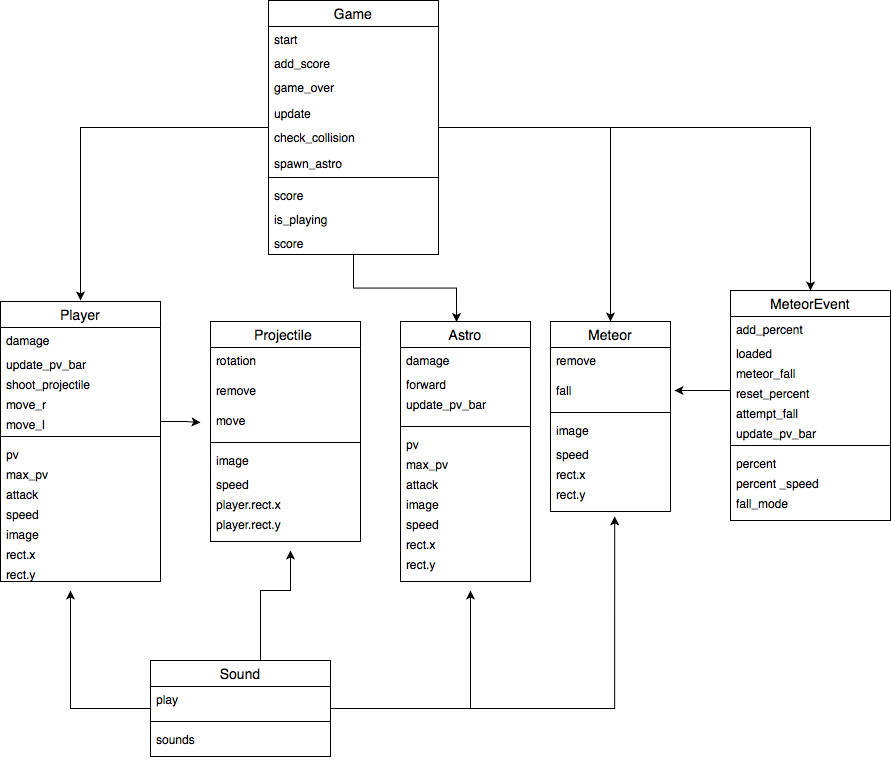 Game
start
add_score
game_over
update
check_collision
spawn_astro
score
is_playing
score
Player
damage
update_pv_bar
shoot_projectile
move_r
move_l
pv
max_pv
attack
speed
image
rect.x
rect.y
Projectile
rotation
remove
move
image
speed
player.rect.x
player.rect.y
Astro
damage
forward
update_pv_bar
pv
max_pv
attack
image
speed
rect.x
rect.y
Meteor
remove
fall
image
speed
rect.x
rect.y
MeteorEvent
add_percent
loaded
meteor_fall
reset_percent
attempt_fall
update_pv_bar
percent
percent _speed
fall_mode
Sound
play
sounds